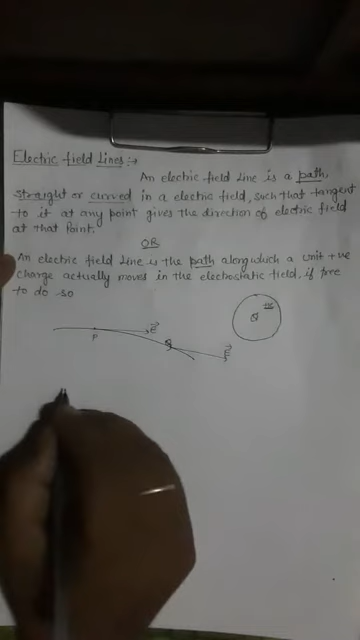 Electric field Lines :→
An electric field Line is a path,
straight or curved in a electric field, such that tangent
to it at any point gives the direction of electric field
at that Point.
OR
An electric field Line is the path along which a unit +ve
charge actually moves in the electrostatic field, if free
to do so
E
P
E
+ve